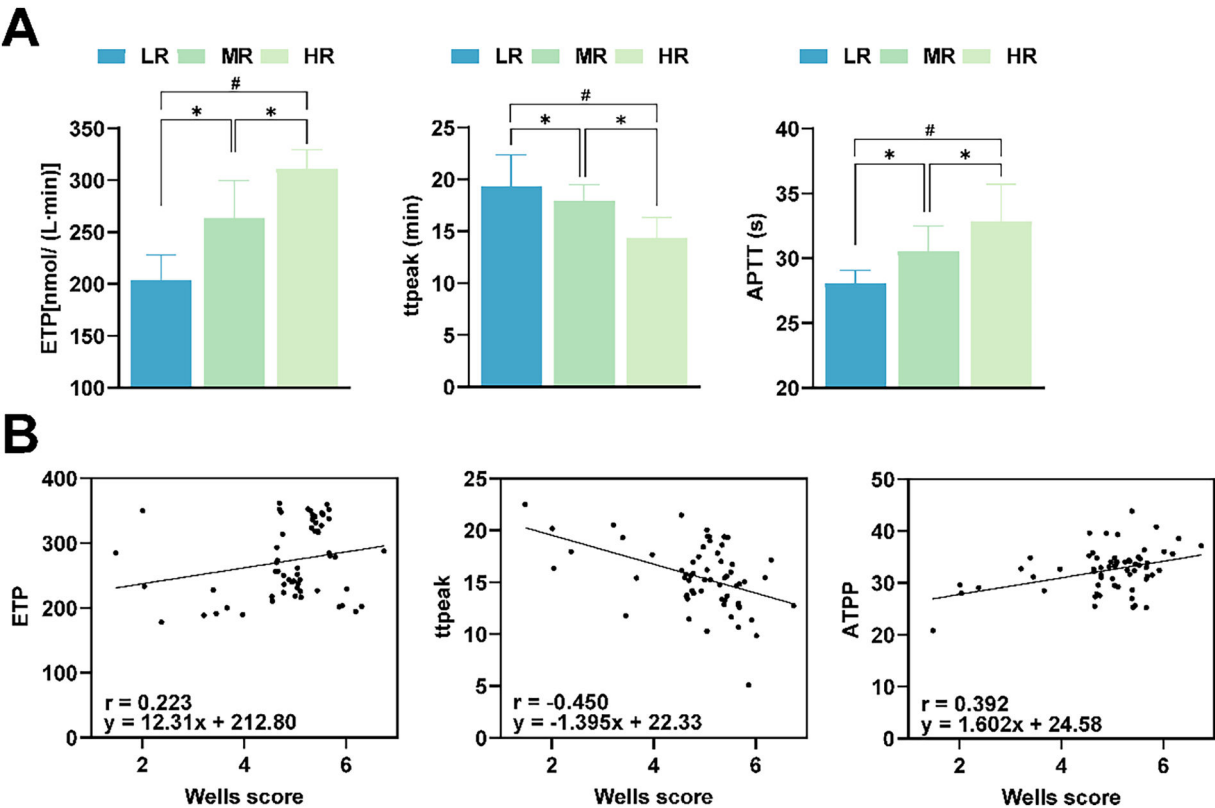 A
LR MR HR
LR MR HR
LR MR HR
#
* *
350
300
250
200
150
100
ETP[nmol/ (L·min)]
#
* *
25
20
15
10
5
0
ttpeak (min)
#
* *
40
35
30
25
20
APTT (s)
B
400
300
200
100
0
ETP
r = 0.223
y = 12.31x + 212.80
2 4 6
Wells score
25
20
15
10
5
0
ttpeak
r = -0.450
y = -1.395x + 22.33
2 4 6
Wells score
50
40
30
20
10
0
ATPP
r = 0.392
y = 1.602x + 24.58
2 4 6
Wells score